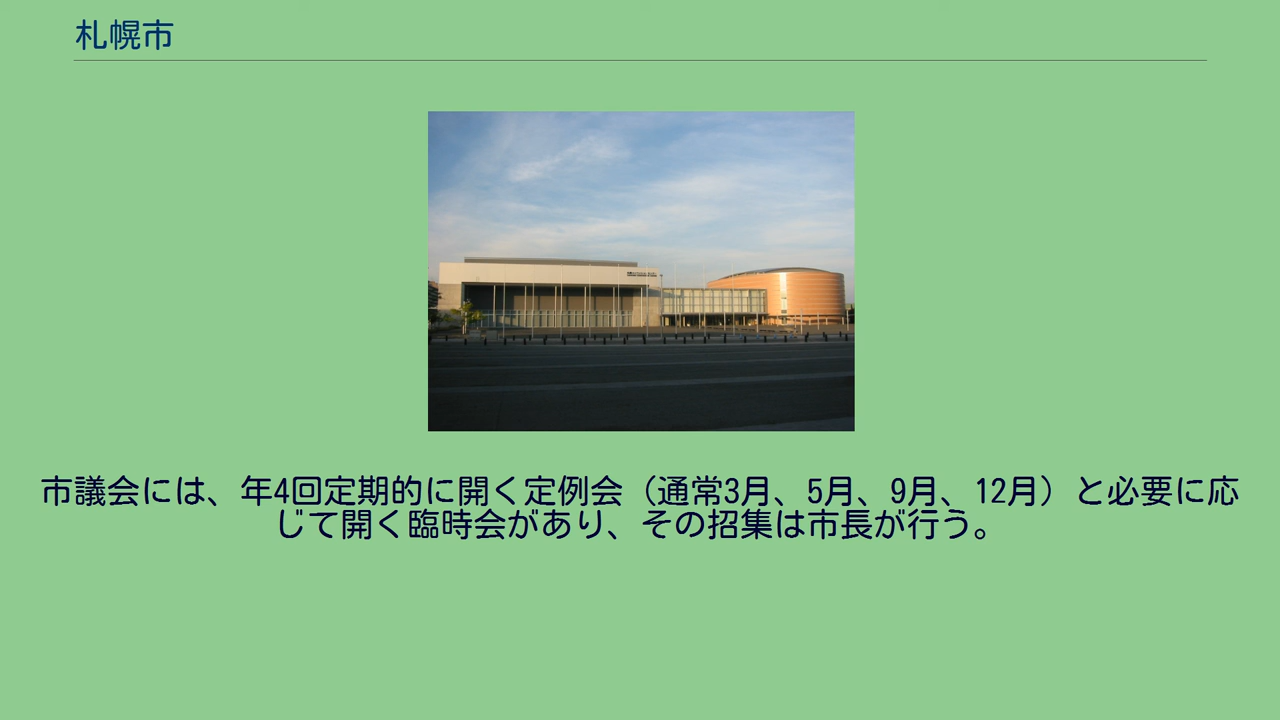 札幌市
市議会には、年4回定期的に開く定例会（通常3月、5月、9月、12月）と必要に応
じて開く臨時会があり、その招集は市長が行う。